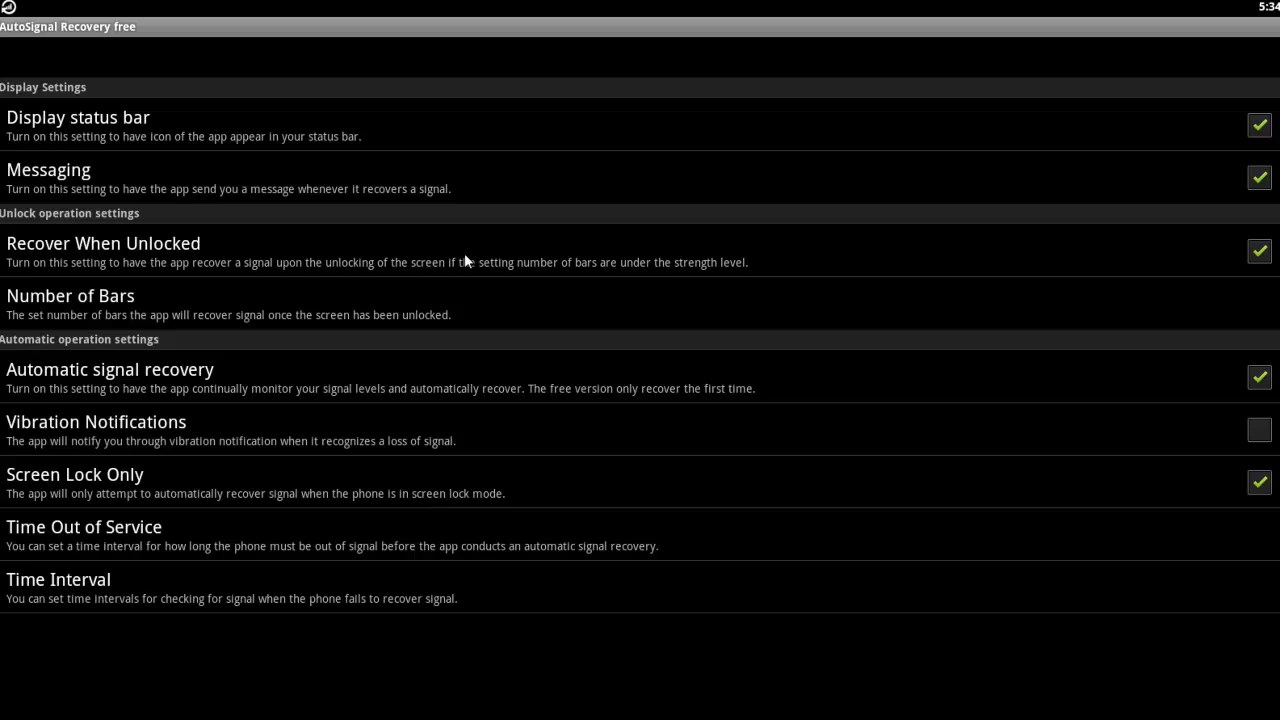 5:34
AutoSignal Recovery free
Display Settings
Display status bar
Turn on this setting to have icon of the app appear in your status bar.
Messaging
Turn on this setting to have the app send you a message whenever it recovers a signal.
Unlock operation settings
Recover When Unlocked
Turn on this setting to have the app recover a signal upon the unlocking of the screen if the setting number of bars are under the strength level.
Number of Bars
The set number of bars the app will recover signal once the screen has been unlocked.
Automatic operation settings
Automatic signal recovery
Turn on this setting to have the app continually monitor your signal levels and automatically recover. The free version only recover the first time.
Vibration Notifications
The app will notify you through vibration notification when it recognizes a loss of signal.
Screen Lock Only
The app will only attempt to automatically recover signal when the phone is in screen lock mode.
Time Out of Service
You can set a time interval for how long the phone must be out of signal before the app conducts an automatic signal recovery.
Time Interval
You can set time intervals for checking for signal when the phone fails to recover signal.